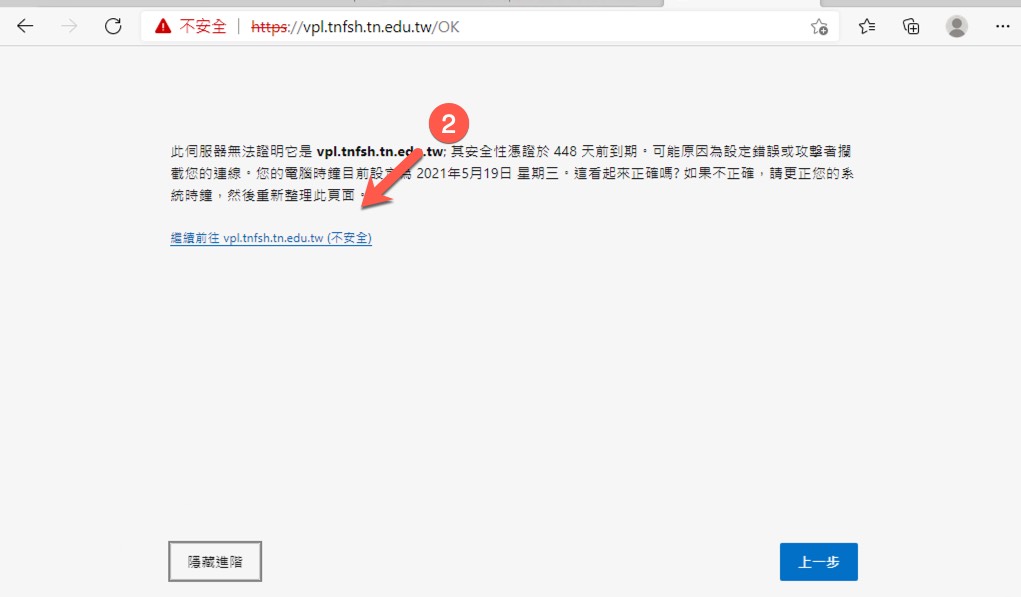 不安全 https://vpl.tnfsh.tn.edu.tw/OK
2
此伺服器無法證明它是 vpl.tnfsh.tn.edu.tw; 其安全性憑證於 448 天前到期。可能原因為設定錯誤或攻擊者攔
截您的連線。您的電腦時鐘目前設定為 2021年5月19日 星期三。這看起來正確嗎? 如果不正確，請更正您的系
統時鐘，然後重新整理此頁面。
繼續前往 vpl.tnfsh.tn.edu.tw (不安全)
隱藏進階
上一步